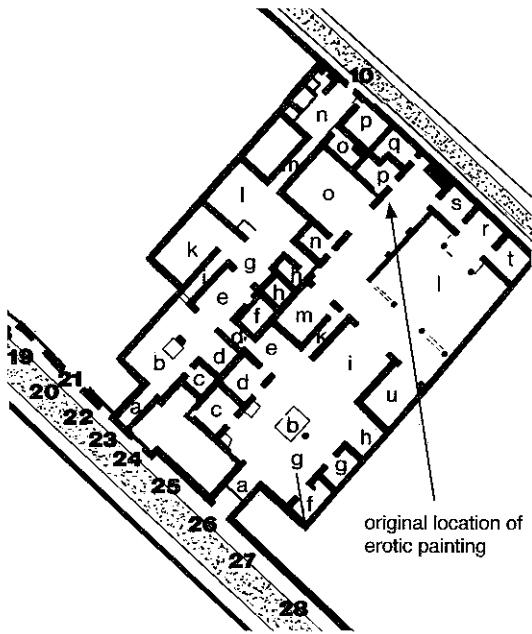 10
n
p
q
o
p
m
o
s
l
r
t
n
k
g
h
l
i
e
h
f
m
d
k
b
e
i
d
c
d
u
a
c
b
h
g
g
f
a
19
20
21
22
23
24
25
26
27
28
original location of
erotic painting